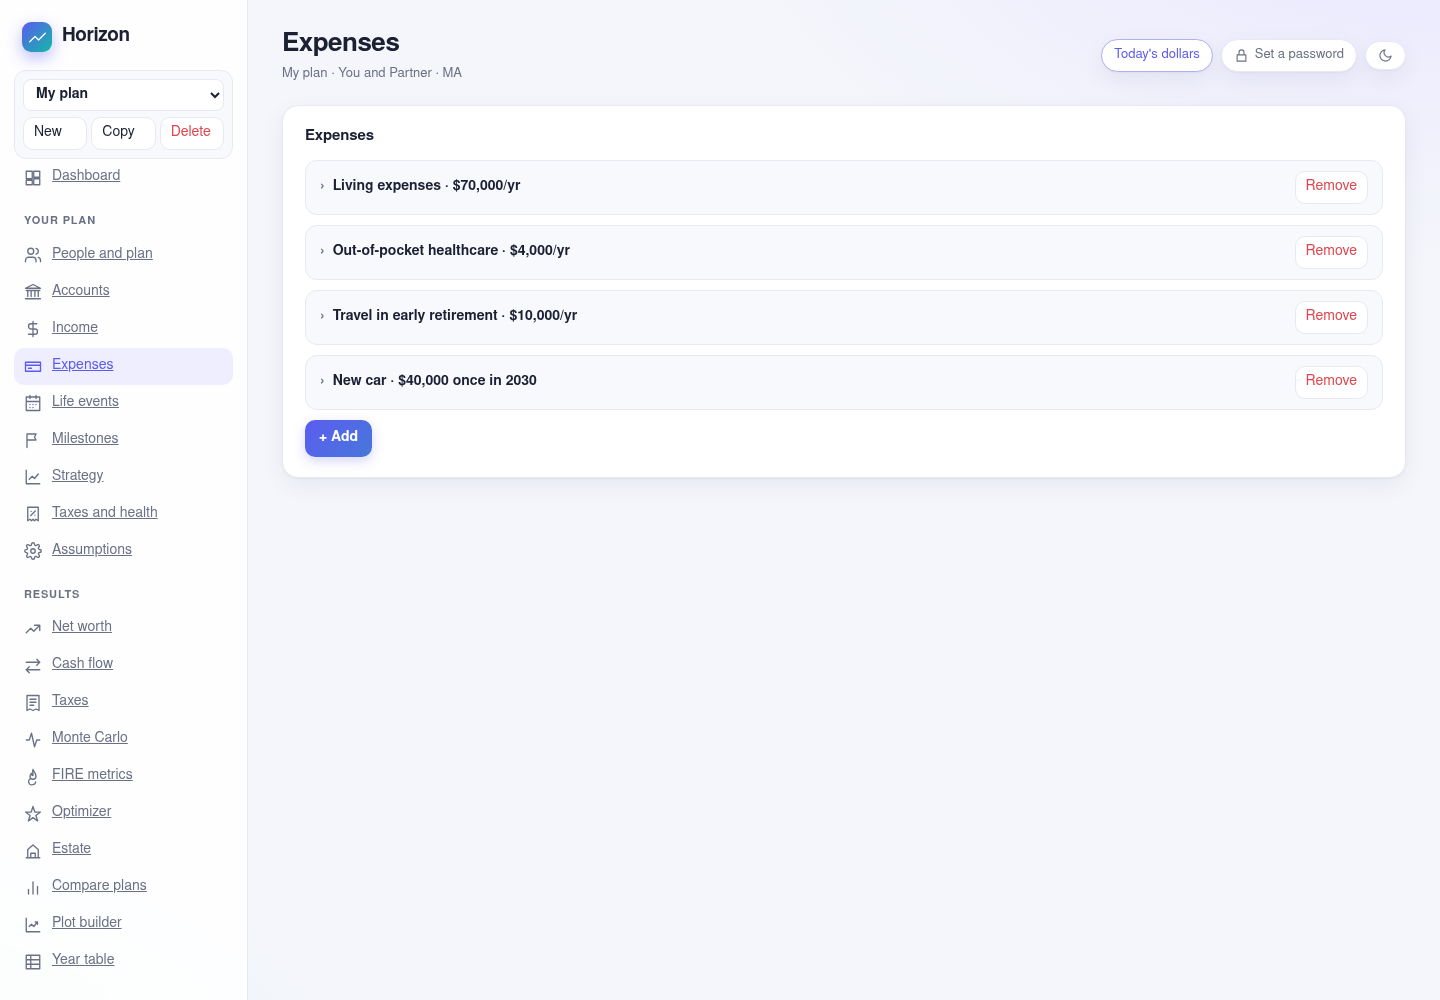 Horizon
My plan
New
Copy
Delete
Dashboard
YOUR PLAN
People and plan
Accounts
Income
Expenses
Life events
Milestones
Strategy
Taxes and health
Assumptions
RESULTS
Net worth
Cash flow
Taxes
Monte Carlo
FIRE metrics
Optimizer
Estate
Compare plans
Plot builder
Year table
Expenses
My plan · You and Partner · MA
Today's dollars
Set a password
Expenses
› Living expenses · $70,000/yr
Remove
› Out-of-pocket healthcare · $4,000/yr
Remove
› Travel in early retirement · $10,000/yr
Remove
› New car · $40,000 once in 2030
Remove
+ Add